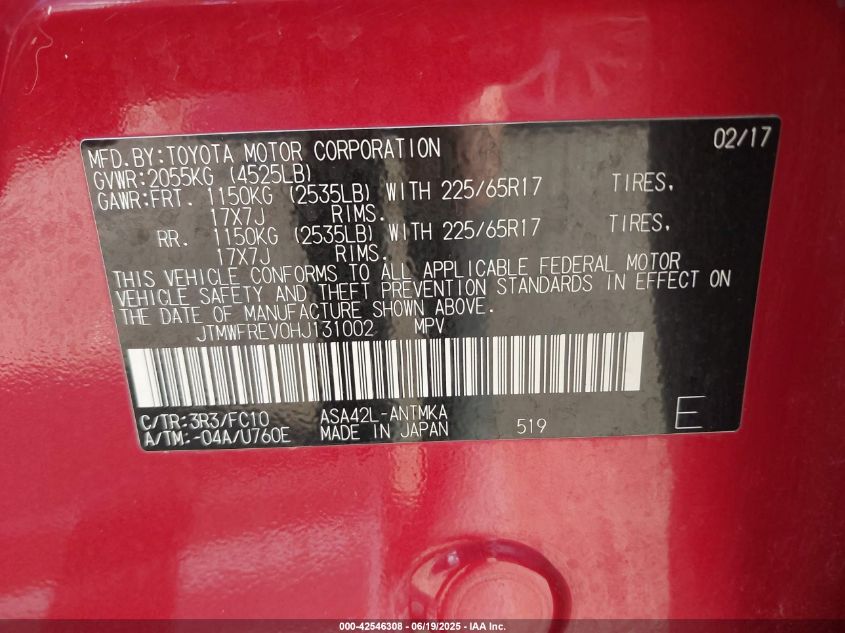 02/17
MFD.BY:TOYOTA MOTOR CORPORATION
GVWR:2055KG (4525LB)
GAWR:FRT. 1150KG (2535LB) WITH 225/65R17 TIRES,
17X7J RIMS.
RR. 1150KG (2535LB) WITH 225/65R17 TIRES,
17X7J RIMS.
THIS VEHICLE CONFORMS TO ALL APPLICABLE FEDERAL MOTOR
VEHICLE SAFETY AND THEFT PREVENTION STANDARDS IN EFFECT ON
THE DATE OF MANUFACTURE SHOWN ABOVE.
JTMWFREV0HJ131002 MPV
C/TR:3R3/FC10 ASA42L-ANTMKA
A/TM:-04A/U760E MADE IN JAPAN 519 E
000-42546308 - 06/19/2025 - IAA Inc.